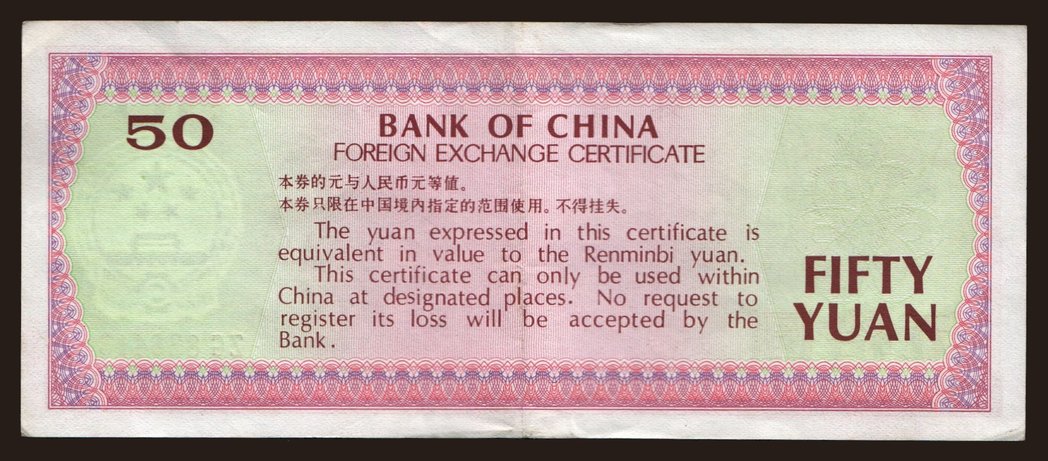 50
BANK OF CHINA
FOREIGN EXCHANGE CERTIFICATE
本券的元与人民币元等值。
本券只限在中国境内指定的范围使用。不得挂失。
The yuan expressed in this certificate is
equivalent in value to the Renminbi yuan.
This certificate can only be used within
China at designated places. No request to
register its loss will be accepted by the
Bank.
FIFTY
YUAN